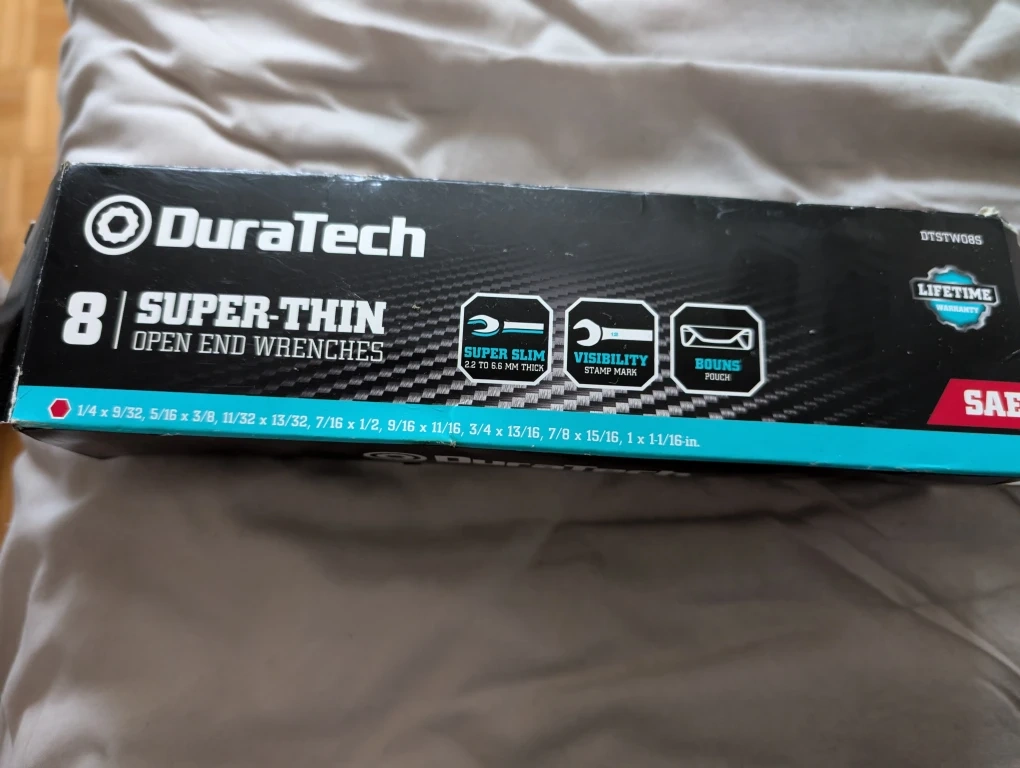 DuraTech
DTSTW08S
8 SUPER-THIN
OPEN END WRENCHES
SUPER SLIM
2.2 TO 6.6 MM THICK
VISIBILITY
STAMP MARK
BOUNS
POUCH
LIFETIME
WARRANTY
SAE
1/4 x 9/32, 5/16 x 3/8, 11/32 x 13/32, 7/16 x 1/2, 9/16 x 11/16, 3/4 x 13/16, 7/8 x 15/16, 1 x 1-1/16-in.
DuraTech